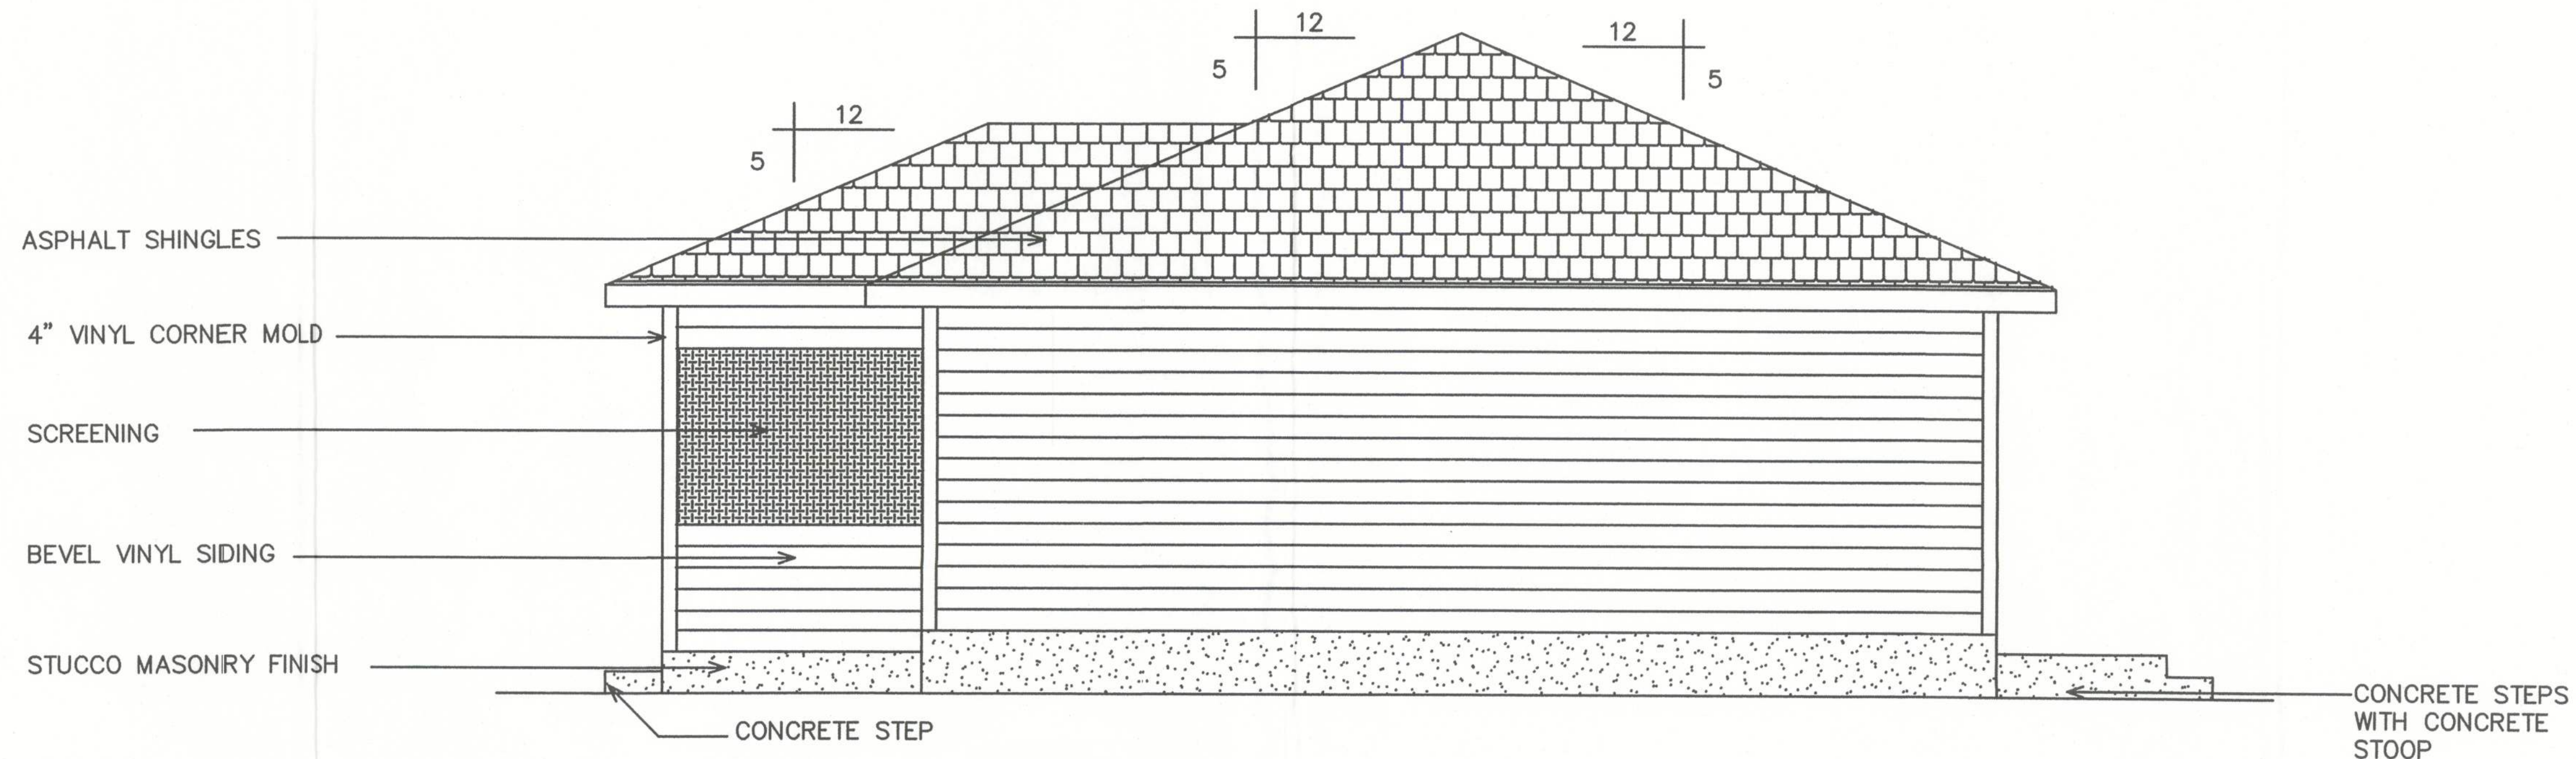 12
5
12
5
12
5
ASPHALT SHINGLES
4" VINYL CORNER MOLD
SCREENING
BEVEL VINYL SIDING
STUCCO MASONRY FINISH
CONCRETE STEP
CONCRETE STEPS
WITH CONCRETE
STOOP